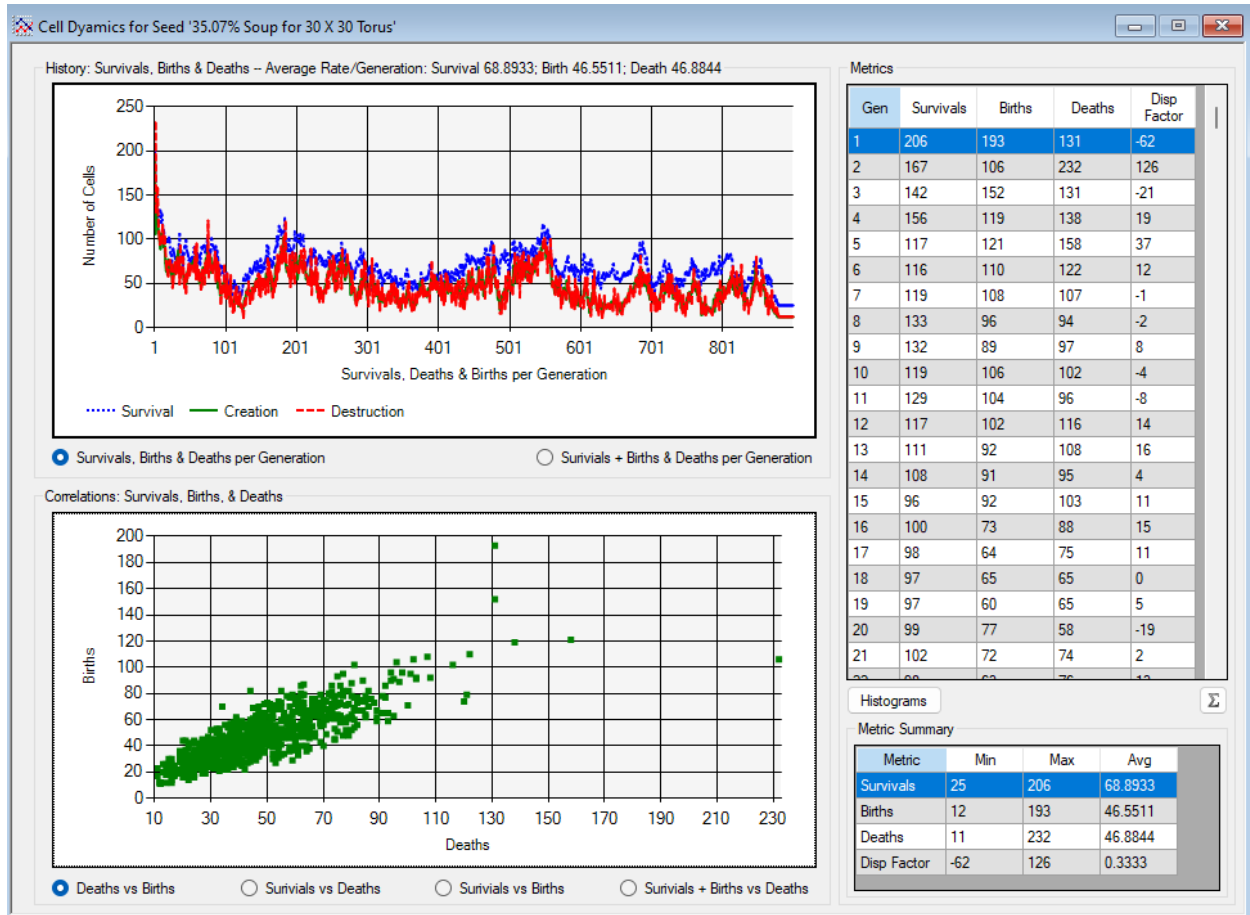 Cell Dyamics for Seed '35.07% Soup for 30 X 30 Torus'
History: Survivals, Births & Deaths -- Average Rate/Generation: Survival 68.8933; Birth 46.5511; Death 46.8844
250
200
150
100
50
0
Number of Cells
1 101 201 301 401 501 601 701 801
Survivals, Deaths & Births per Generation
Survival Creation Destruction
Survivals, Births & Deaths per Generation
Surivials + Births & Deaths per Generation
Correlations: Survivals, Births, & Deaths
200
180
160
140
120
100
80
60
40
20
0
Births
10 30 50 70 90 110 130 150 170 190 210 230
Deaths
Deaths vs Births
Surivials vs Deaths
Surivials vs Births
Surivials + Births vs Deaths
Metrics
Gen Survivals Births Deaths Disp Factor
1 206 193 131 -62
2 167 106 232 126
3 142 152 131 -21
4 156 119 138 19
5 117 121 158 37
6 116 110 122 12
7 119 108 107 -1
8 133 96 94 -2
9 132 89 97 8
10 119 106 102 -4
11 129 104 96 -8
12 117 102 116 14
13 111 92 108 16
14 108 91 95 4
15 96 92 103 11
16 100 73 88 15
17 98 64 75 11
18 97 65 65 0
19 97 60 65 5
20 99 77 58 -19
21 102 72 74 2
Histograms
Σ
Metric Summary
Metric Min Max Avg
Survivals 25 206 68.8933
Births 12 193 46.5511
Deaths 11 232 46.8844
Disp Factor -62 126 0.3333